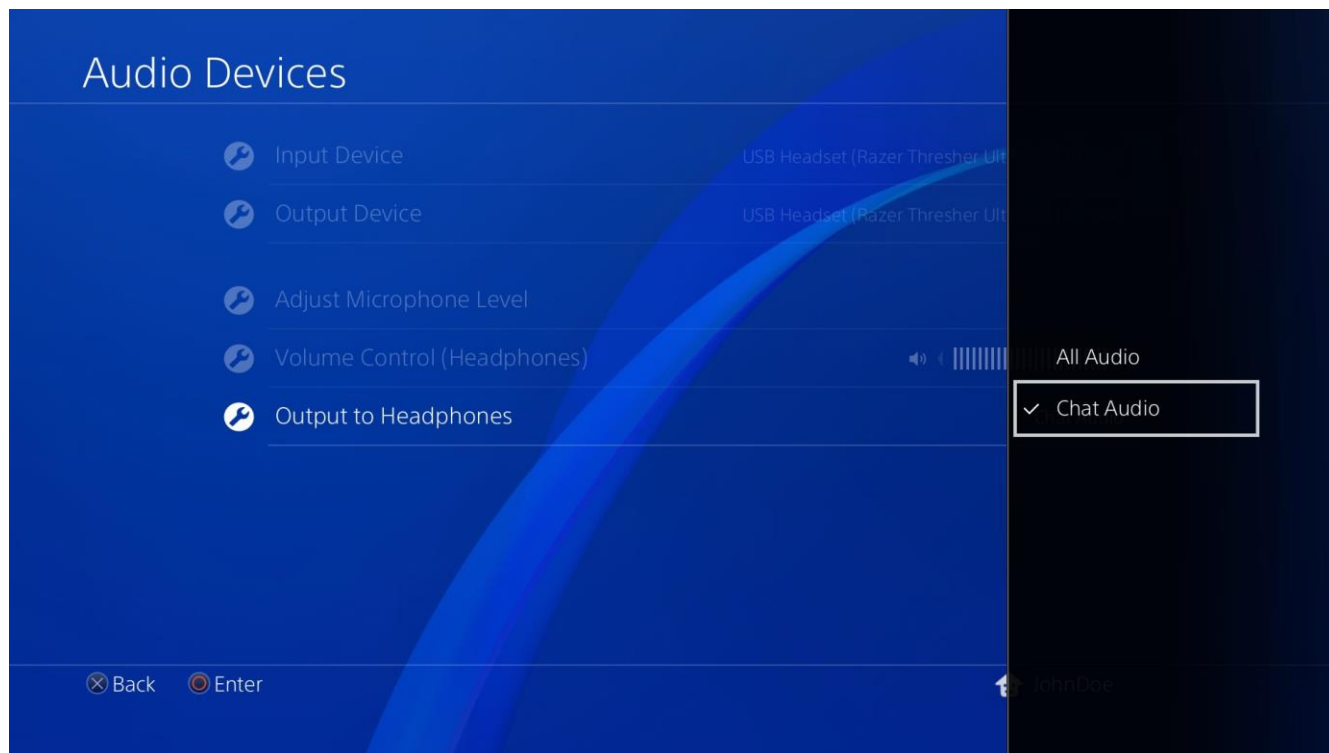 Audio Devices
Input Device
USB Headset (Razer Thresher Ult
Output Device
USB Headset (Razer Thresher Ult
Adjust Microphone Level
Volume Control (Headphones)
All Audio
Output to Headphones
Chat Audio
Back
Enter
JohnDoe